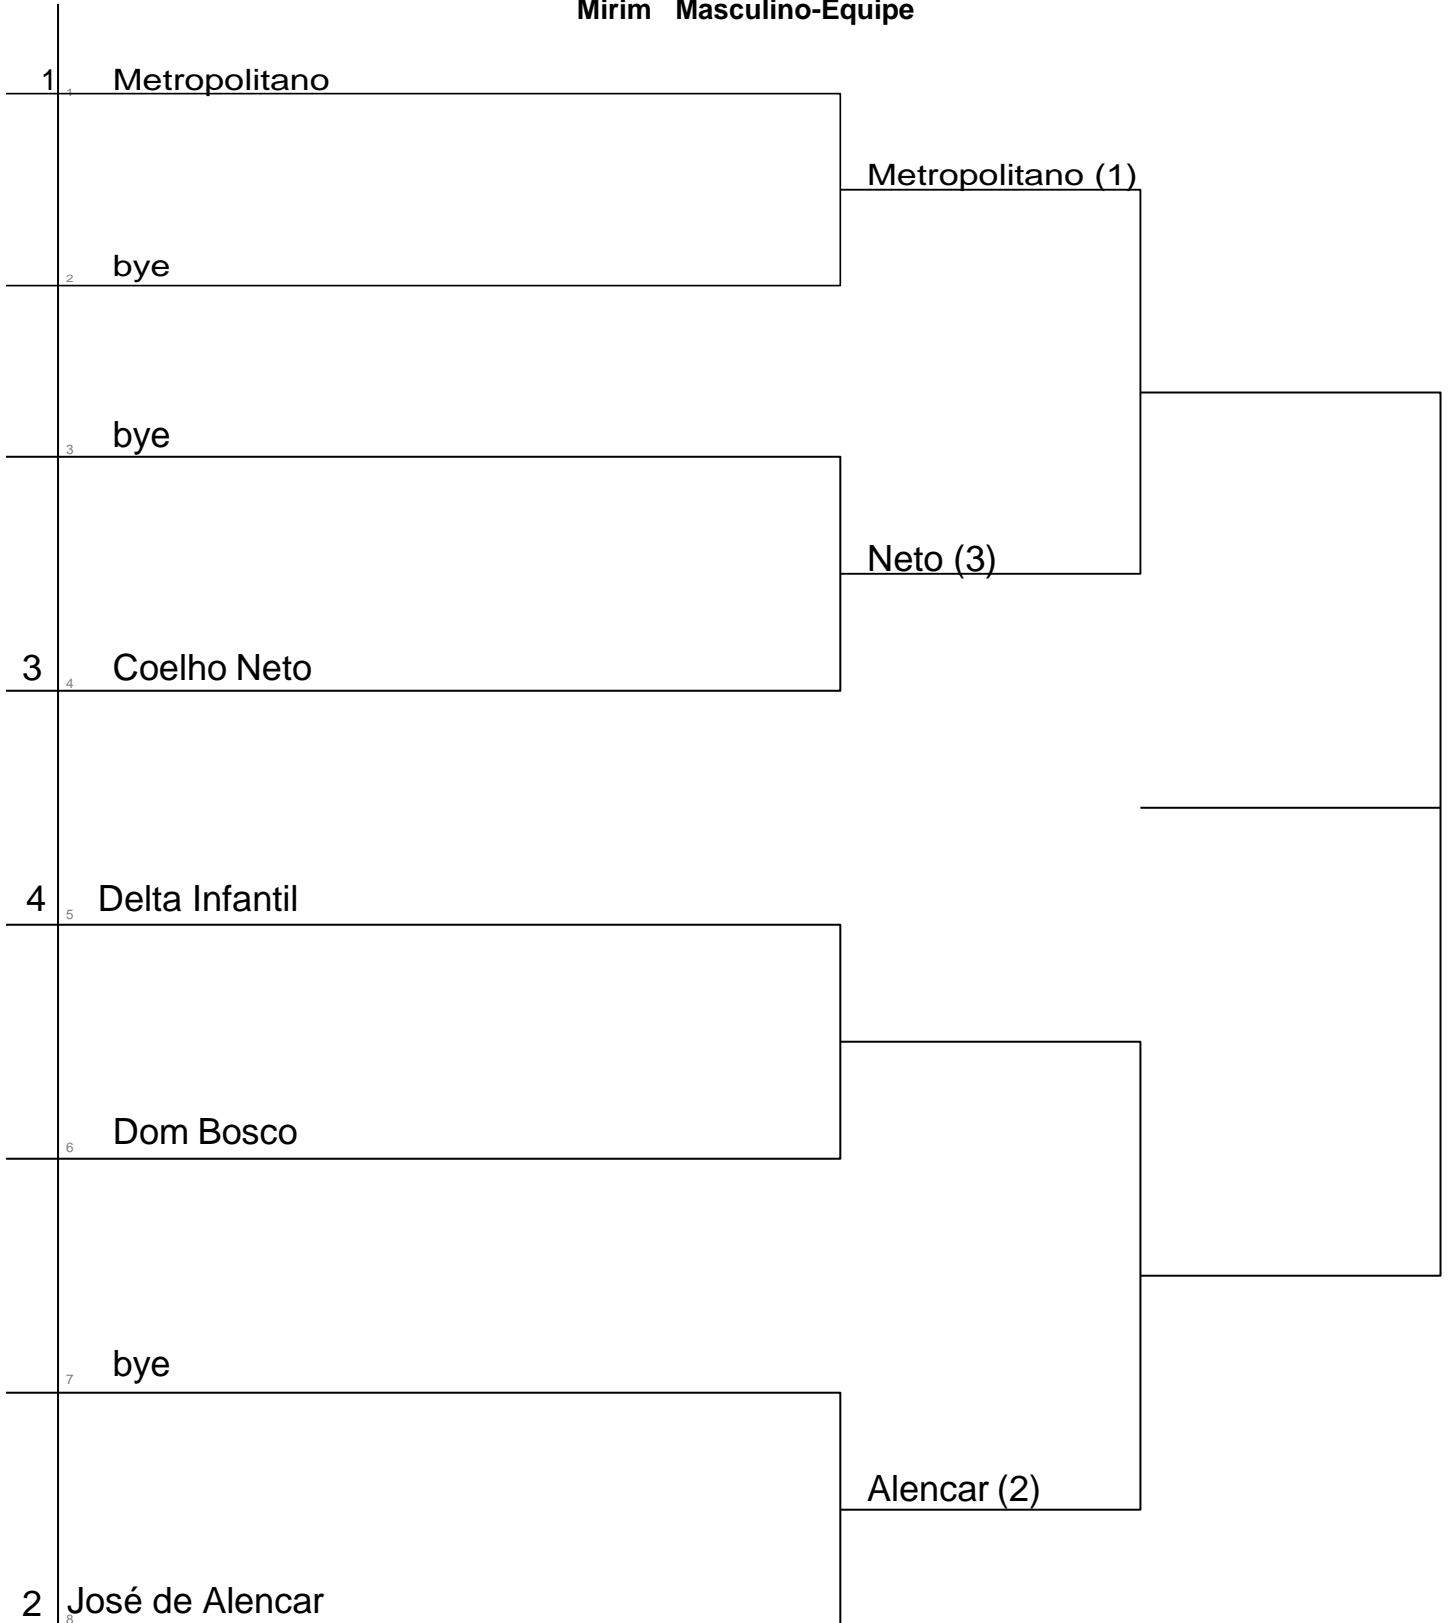 Mirim Masculino-Equipe
1 1 Metropolitano
Metropolitano (1)
2 bye
3 bye
Neto (3)
3 4 Coelho Neto
4 5 Delta Infantil
6 Dom Bosco
7 bye
Alencar (2)
2 8 José de Alencar